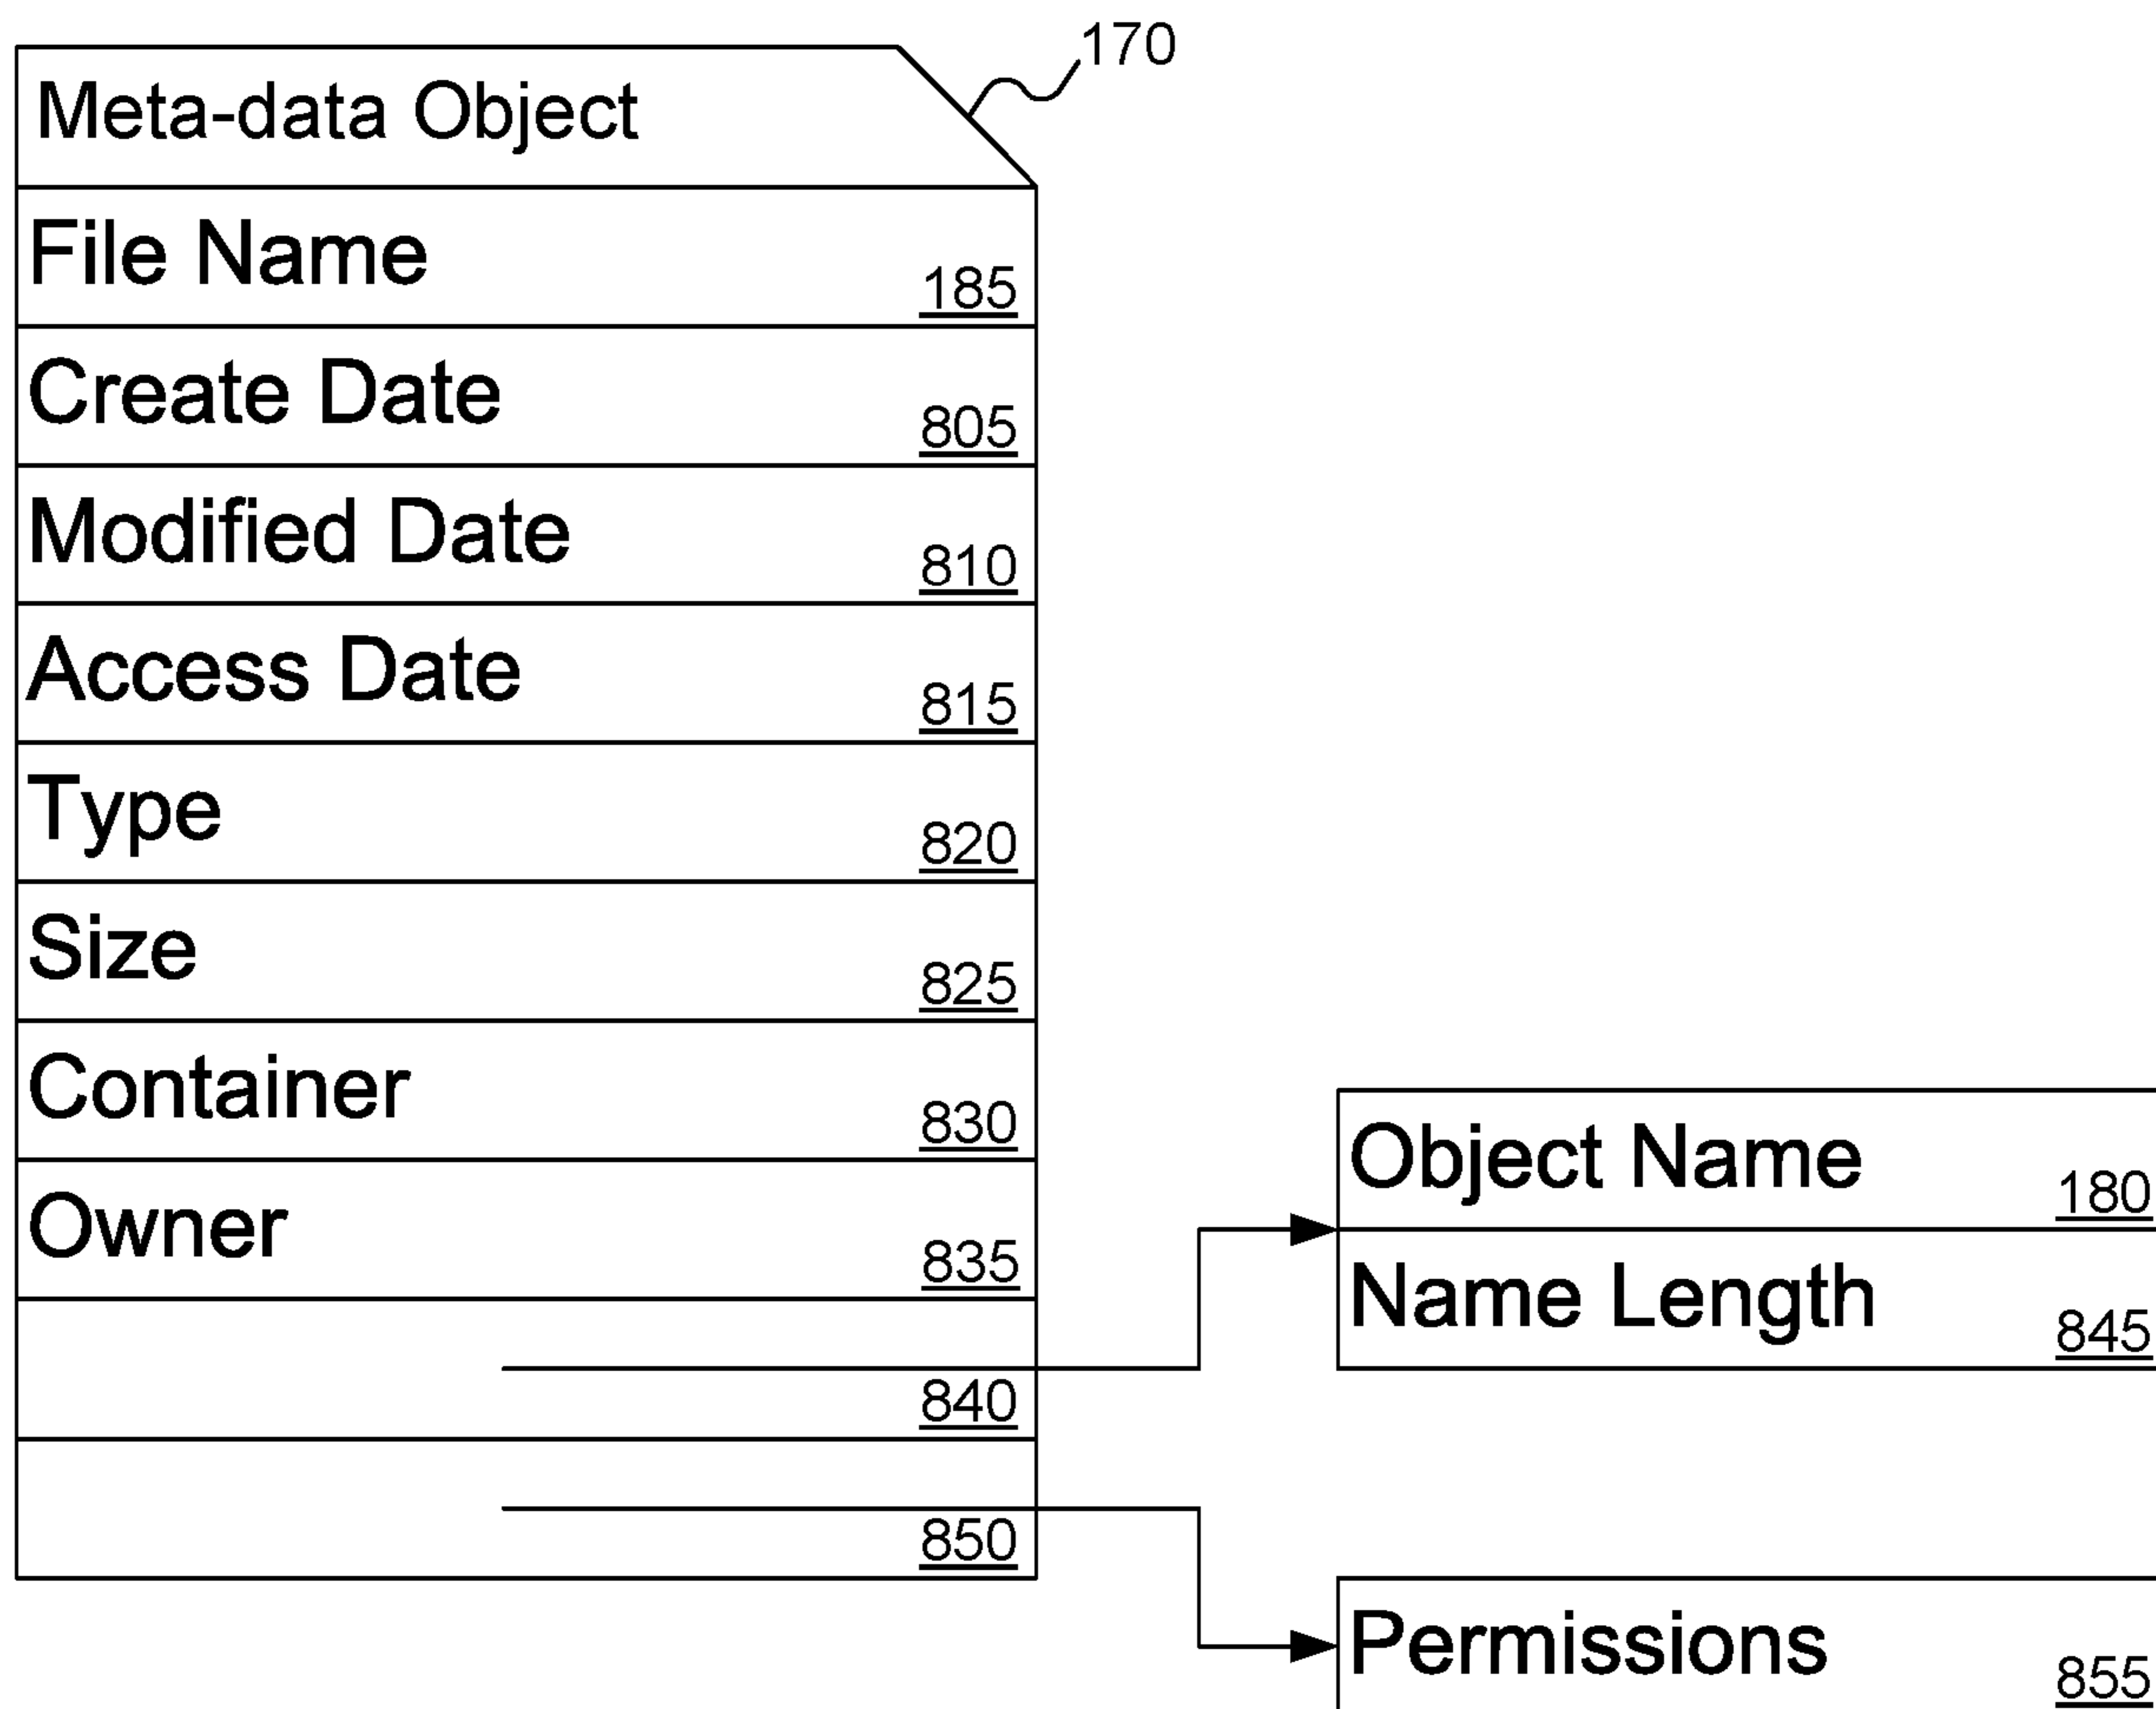 170
Meta-data Object
File Name
185
Create Date
805
Modified Date
810
Access Date
815
Type
820
Size
825
Container
830
Owner
835
840
850
Object Name
180
Name Length
845
Permissions
855